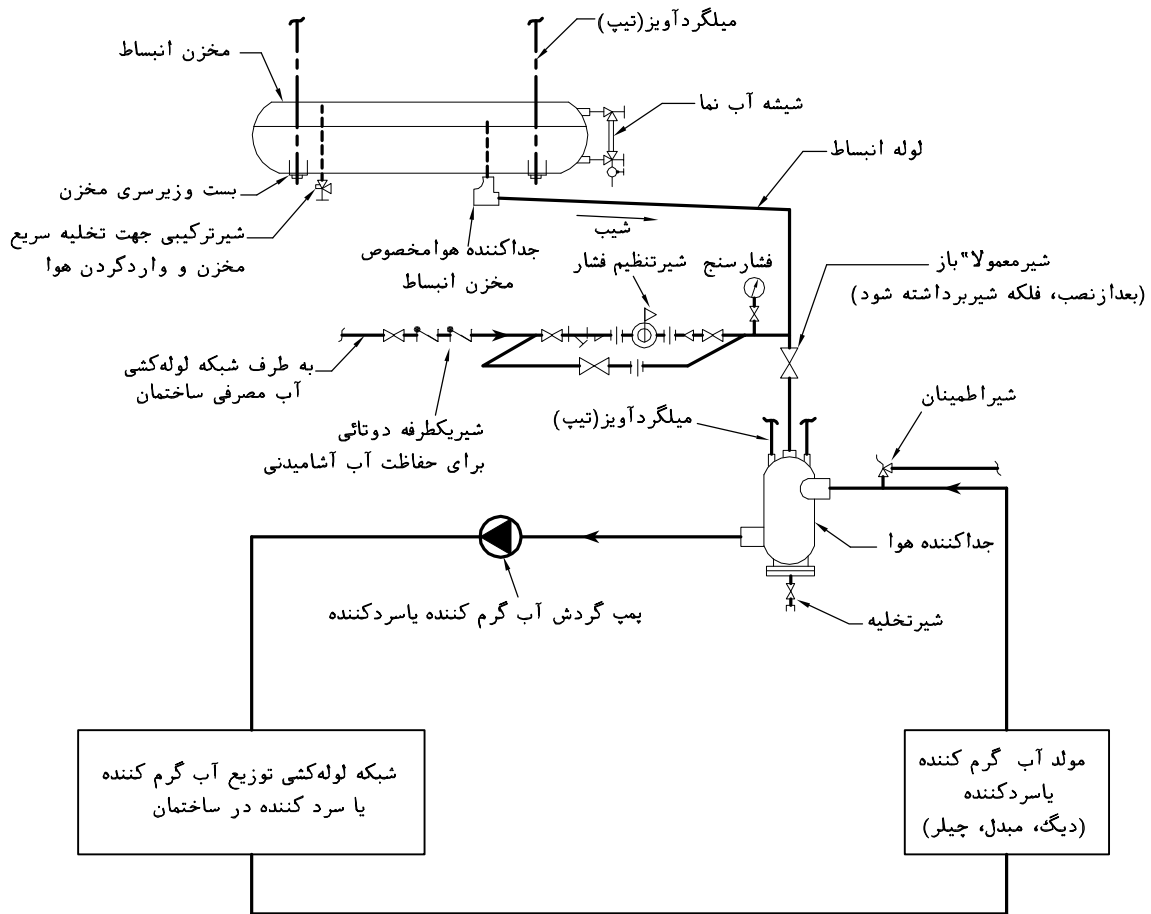 میلگردآویز(تیپ)
مخزن انبساط
شیشه آب نما
لوله انبساط
بست وزیرسری مخزن
شیب
شیرترکیبی جهت تخلیه سریع
مخزن و واردکردن هوا
جداکننده هوامخصوص
مخزن انبساط
شیرتنظیم فشار
فشارسنج
شیرمعمولا" باز
(بعدازنصب، فلکه شیربرداشته شود)
به طرف شبکه لوله‌کشی
آب مصرفی ساختمان
شیریکطرفه دوتائی
برای حفاظت آب آشامیدنی
میلگردآویز(تیپ)
شیراطمینان
جداکننده هوا
پمپ گردش آب گرم کننده یاسردکننده
شیرتخلیه
شبکه لوله‌کشی توزیع آب گرم کننده
یا سرد کننده در ساختمان
مولد آب گرم کننده
یاسردکننده
(دیگ، مبدل، چیلر)